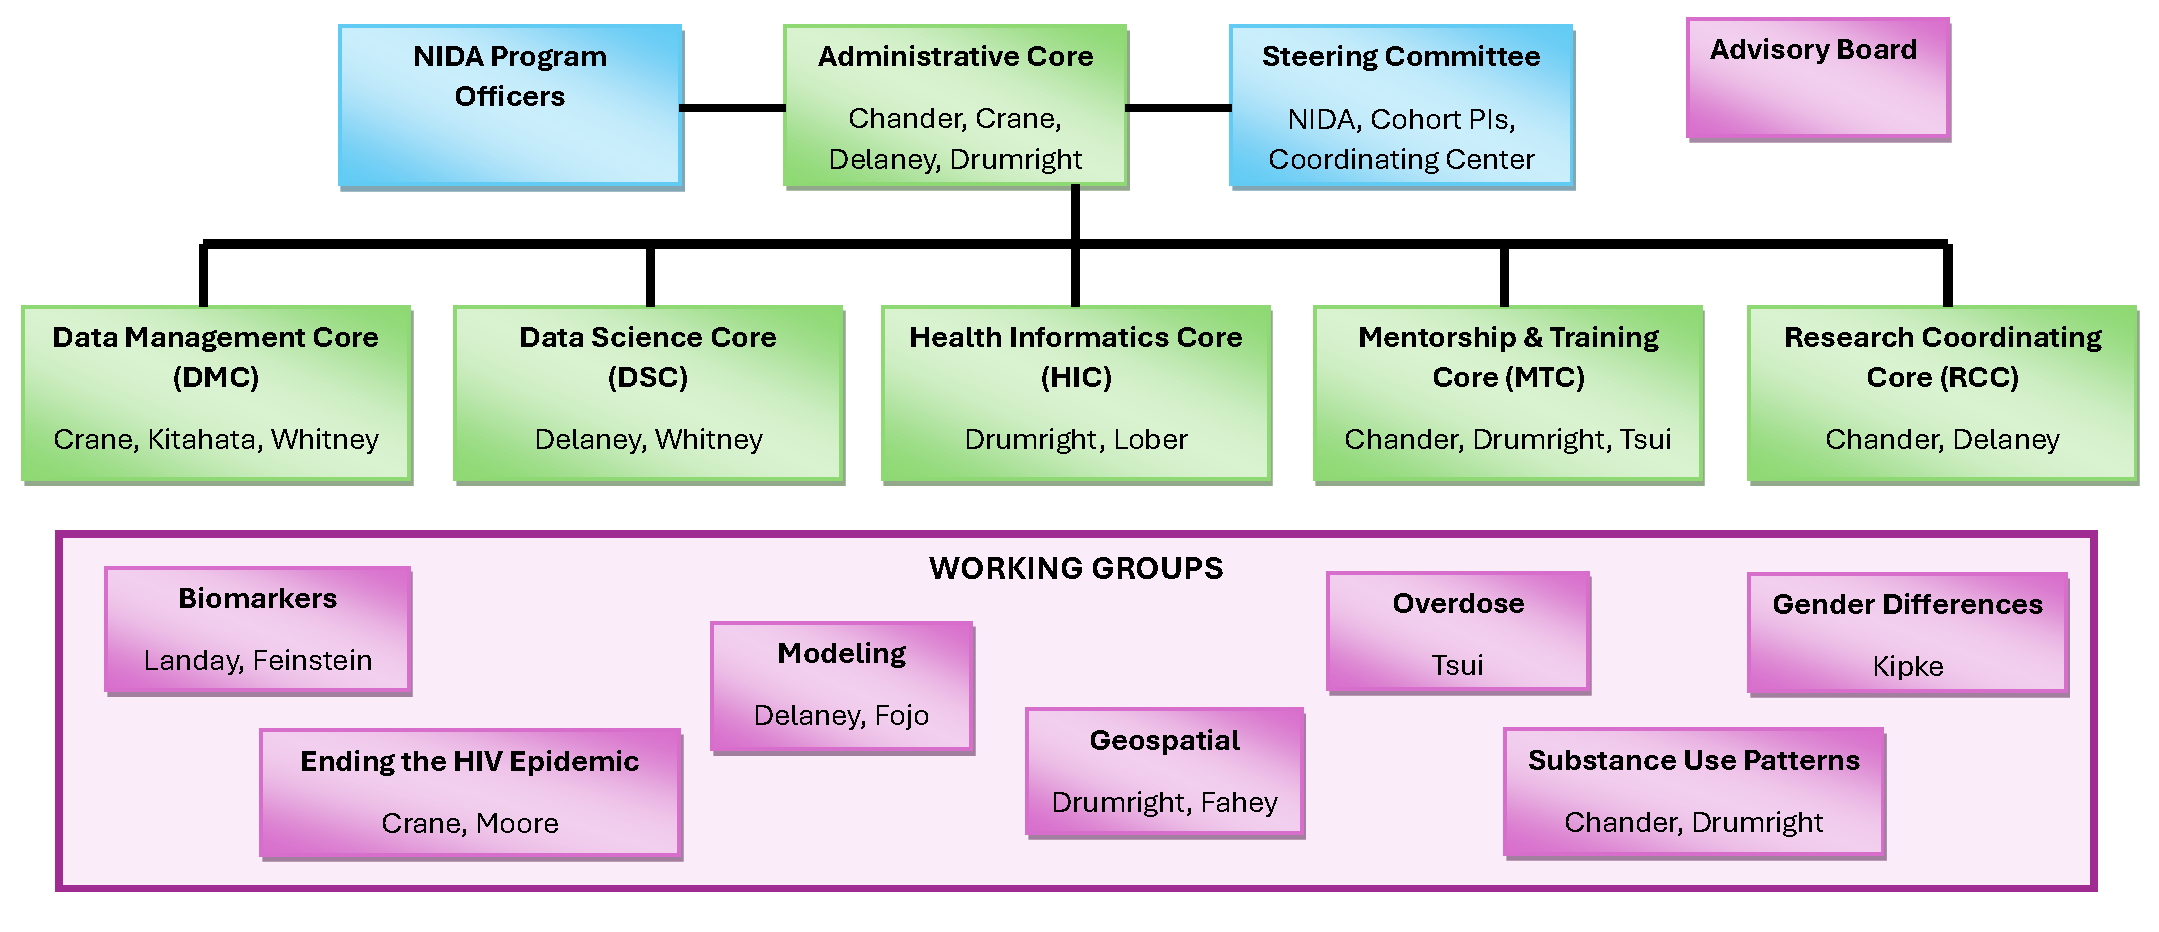 NIDA Program
Officers
Administrative Core
Chander, Crane,
Delaney, Drumright
Steering Committee
NIDA, Cohort PIs,
Coordinating Center
Advisory Board
Data Management Core
(DMC)
Crane, Kitahata, Whitney
Data Science Core
(DSC)
Delaney, Whitney
Health Informatics Core
(HIC)
Drumright, Lober
Mentorship & Training
Core (MTC)
Chander, Drumright, Tsui
Research Coordinating
Core (RCC)
Chander, Delaney
WORKING GROUPS
Biomarkers
Landay, Feinstein
Ending the HIV Epidemic
Crane, Moore
Modeling
Delaney, Fojo
Geospatial
Drumright, Fahey
Overdose
Tsui
Substance Use Patterns
Chander, Drumright
Gender Differences
Kipke